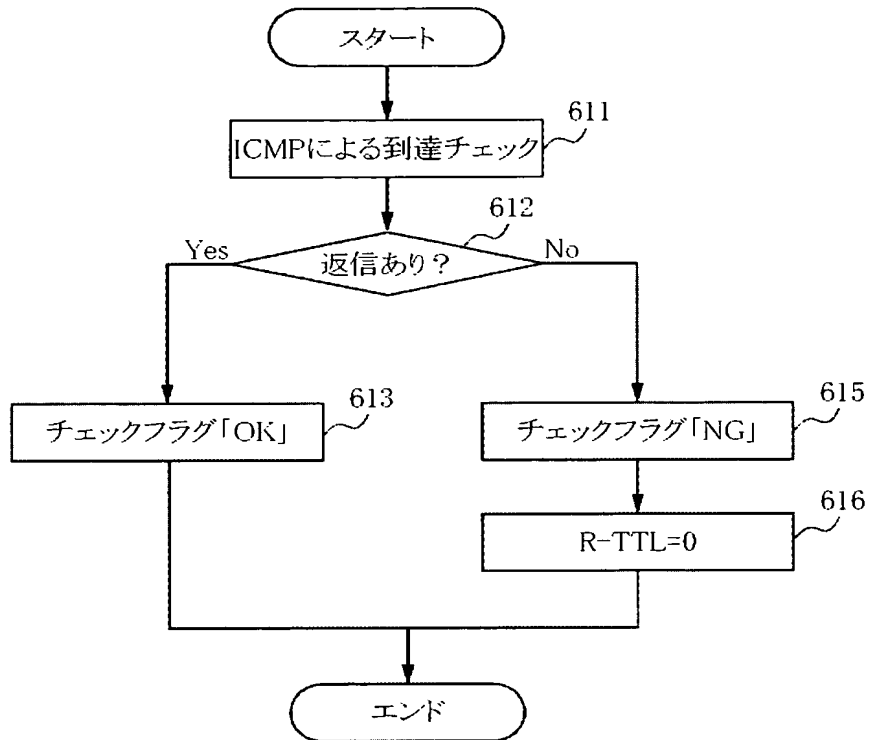 スタート
611
ICMPによる到達チェック
612
Yes
返信あり?
No
613
チェックフラグ「OK」
615
チェックフラグ「NG」
616
R-TTL=0
エンド